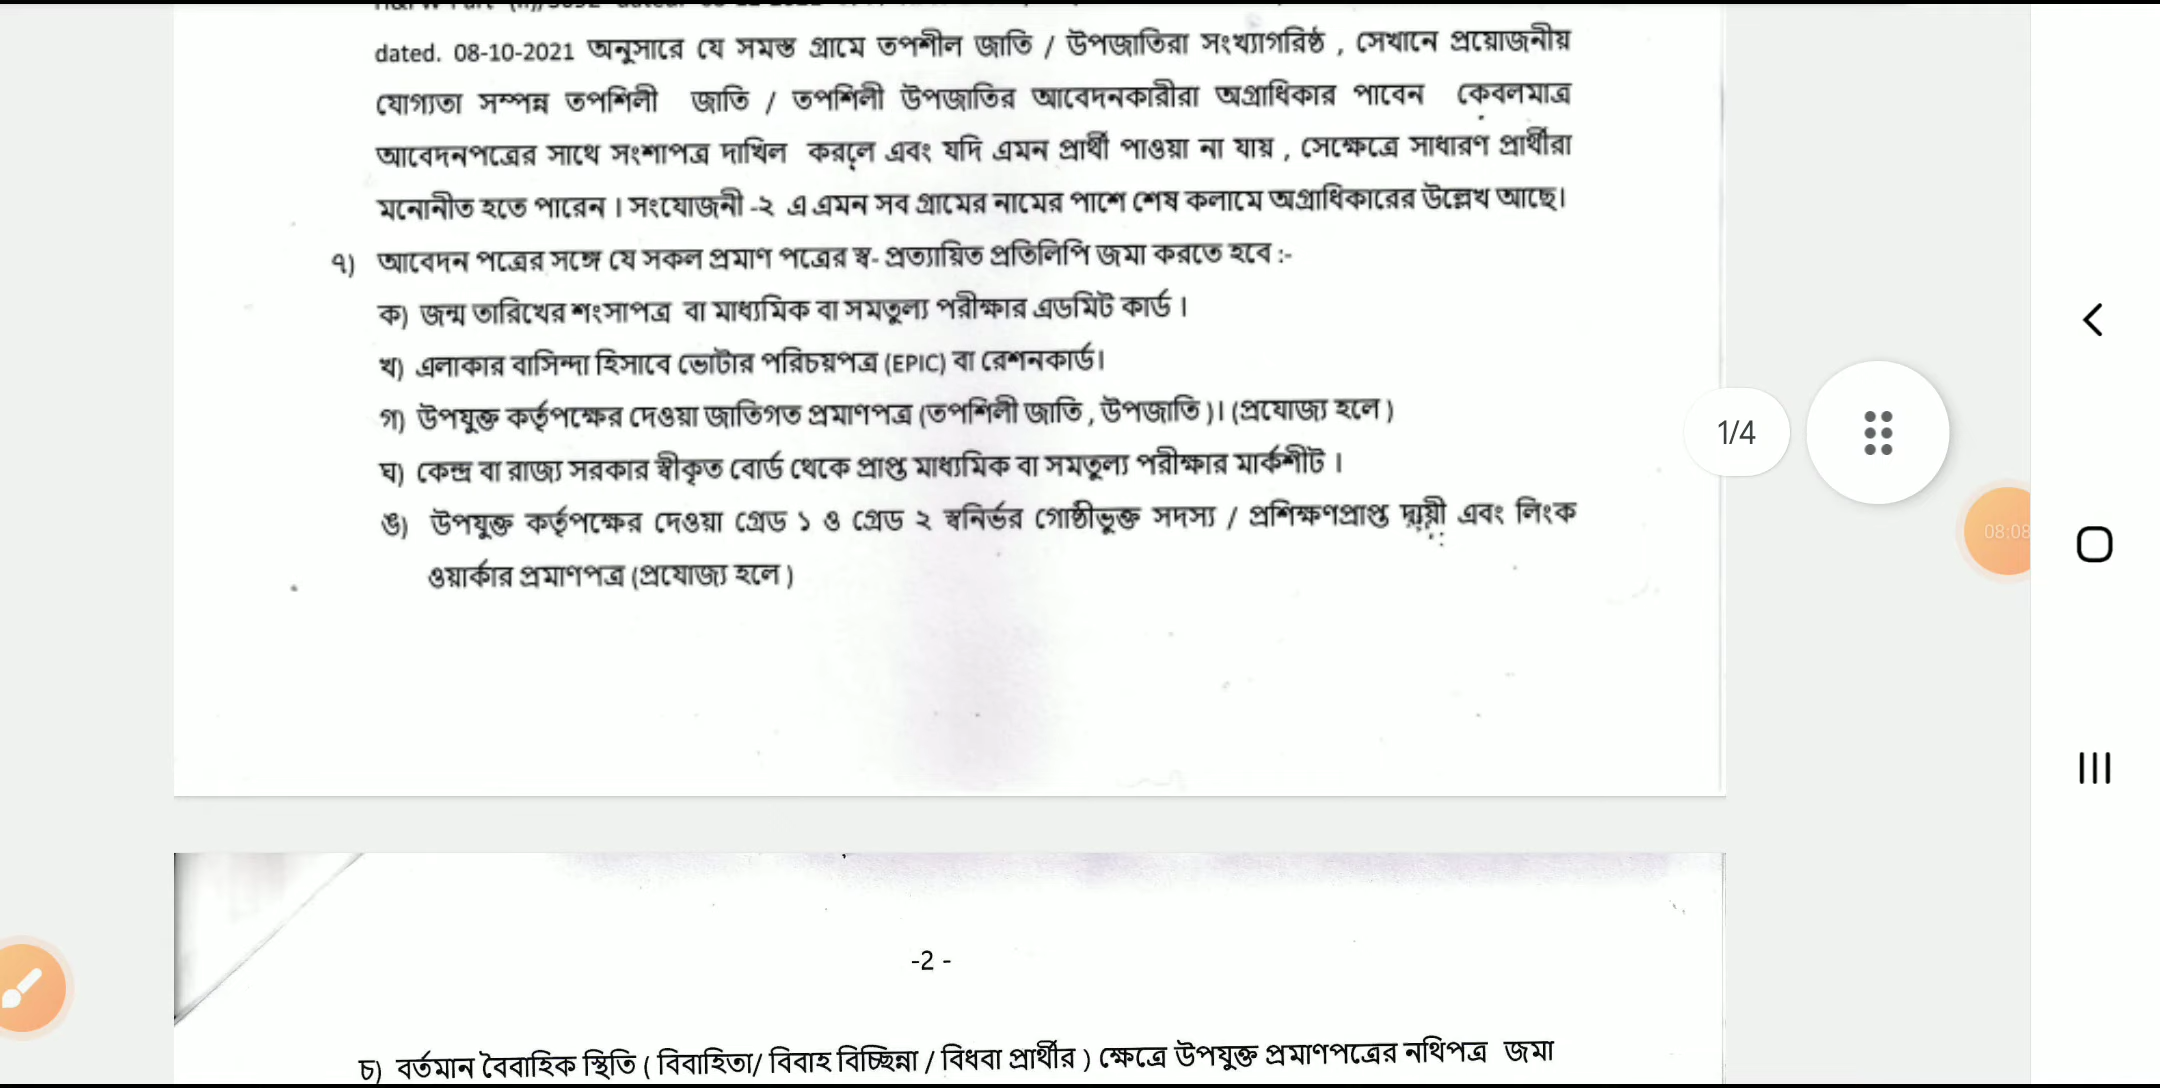 dated. 08-10-2021 অনুসারে যে সমস্ত গ্রামে তপশীল জাতি / উপজাতিরা সংখ্যাগরিষ্ঠ , সেখানে প্রয়োজনীয়
যোগ্যতা সম্পন্ন তপশিলী জাতি / তপশিলী উপজাতির আবেদনকারীরা অগ্রাধিকার পাবেন কেবলমাত্র
আবেদনপত্রের সাথে সংশাপত্র দাখিল করলে এবং যদি এমন প্রার্থী পাওয়া না যায় , সেক্ষেত্রে সাধারণ প্রার্থীরা
মনোনীত হতে পারেন । সংযোজনী -২ এ এমন সব গ্রামের নামের পাশে শেষ কলামে অগ্রাধিকারের উল্লেখ আছে।
৭) আবেদন পত্রের সঙ্গে যে সকল প্রমাণ পত্রের স্ব- প্রত্যায়িত প্রতিলিপি জমা করতে হবে :-
ক) জন্ম তারিখের শংসাপত্র বা মাধ্যমিক বা সমতুল্য পরীক্ষার এডমিট কার্ড ।
খ) এলাকার বাসিন্দা হিসাবে ভোটার পরিচয়পত্র (EPIC) বা রেশনকার্ড।
গ) উপযুক্ত কর্তৃপক্ষের দেওয়া জাতিগত প্রমাণপত্র (তপশিলী জাতি , উপজাতি )। (প্রযোজ্য হলে )
ঘ) কেন্দ্র বা রাজ্য সরকার স্বীকৃত বোর্ড থেকে প্রাপ্ত মাধ্যমিক বা সমতুল্য পরীক্ষার মার্কশীট ।
ঙ) উপযুক্ত কর্তৃপক্ষের দেওয়া গ্রেড ১ ও গ্রেড ২ স্বনির্ভর গোষ্ঠীভুক্ত সদস্য / প্রশিক্ষণপ্রাপ্ত দায়ী এবং লিংক
ওয়ার্কার প্রমাণপত্র (প্রযোজ্য হলে )
1/4
08:08
-2 -
চ) বর্তমান বৈবাহিক স্থিতি ( বিবাহিতা/ বিবাহ বিচ্ছিন্না / বিধবা প্রার্থীর ) ক্ষেত্রে উপযুক্ত প্রমাণপত্রের নথিপত্র জমা